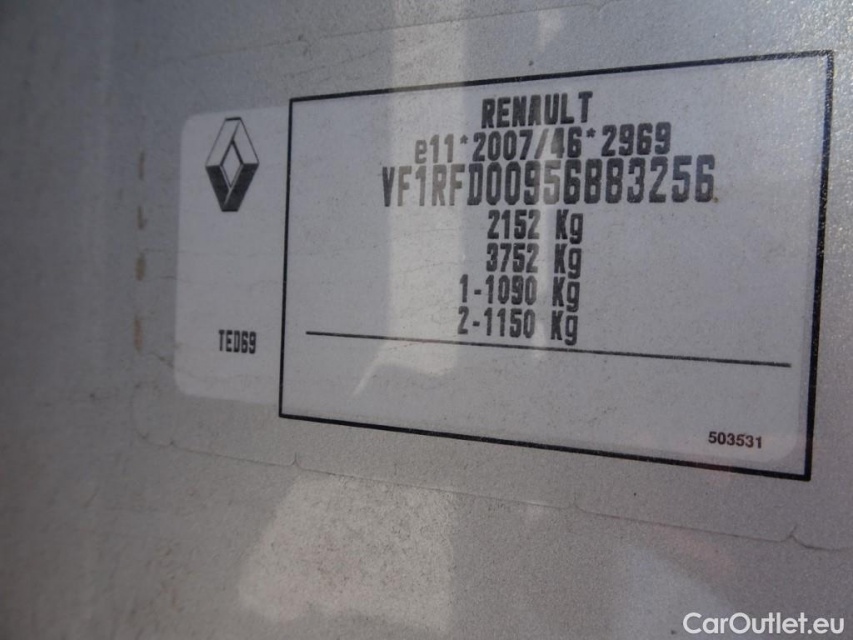 RENAULT
e11*2007/46*2969
VF1RFD00956883256
2152 Kg
3752 Kg
1-1090 Kg
2-1150 Kg
TED69
503531
CarOutlet.eu